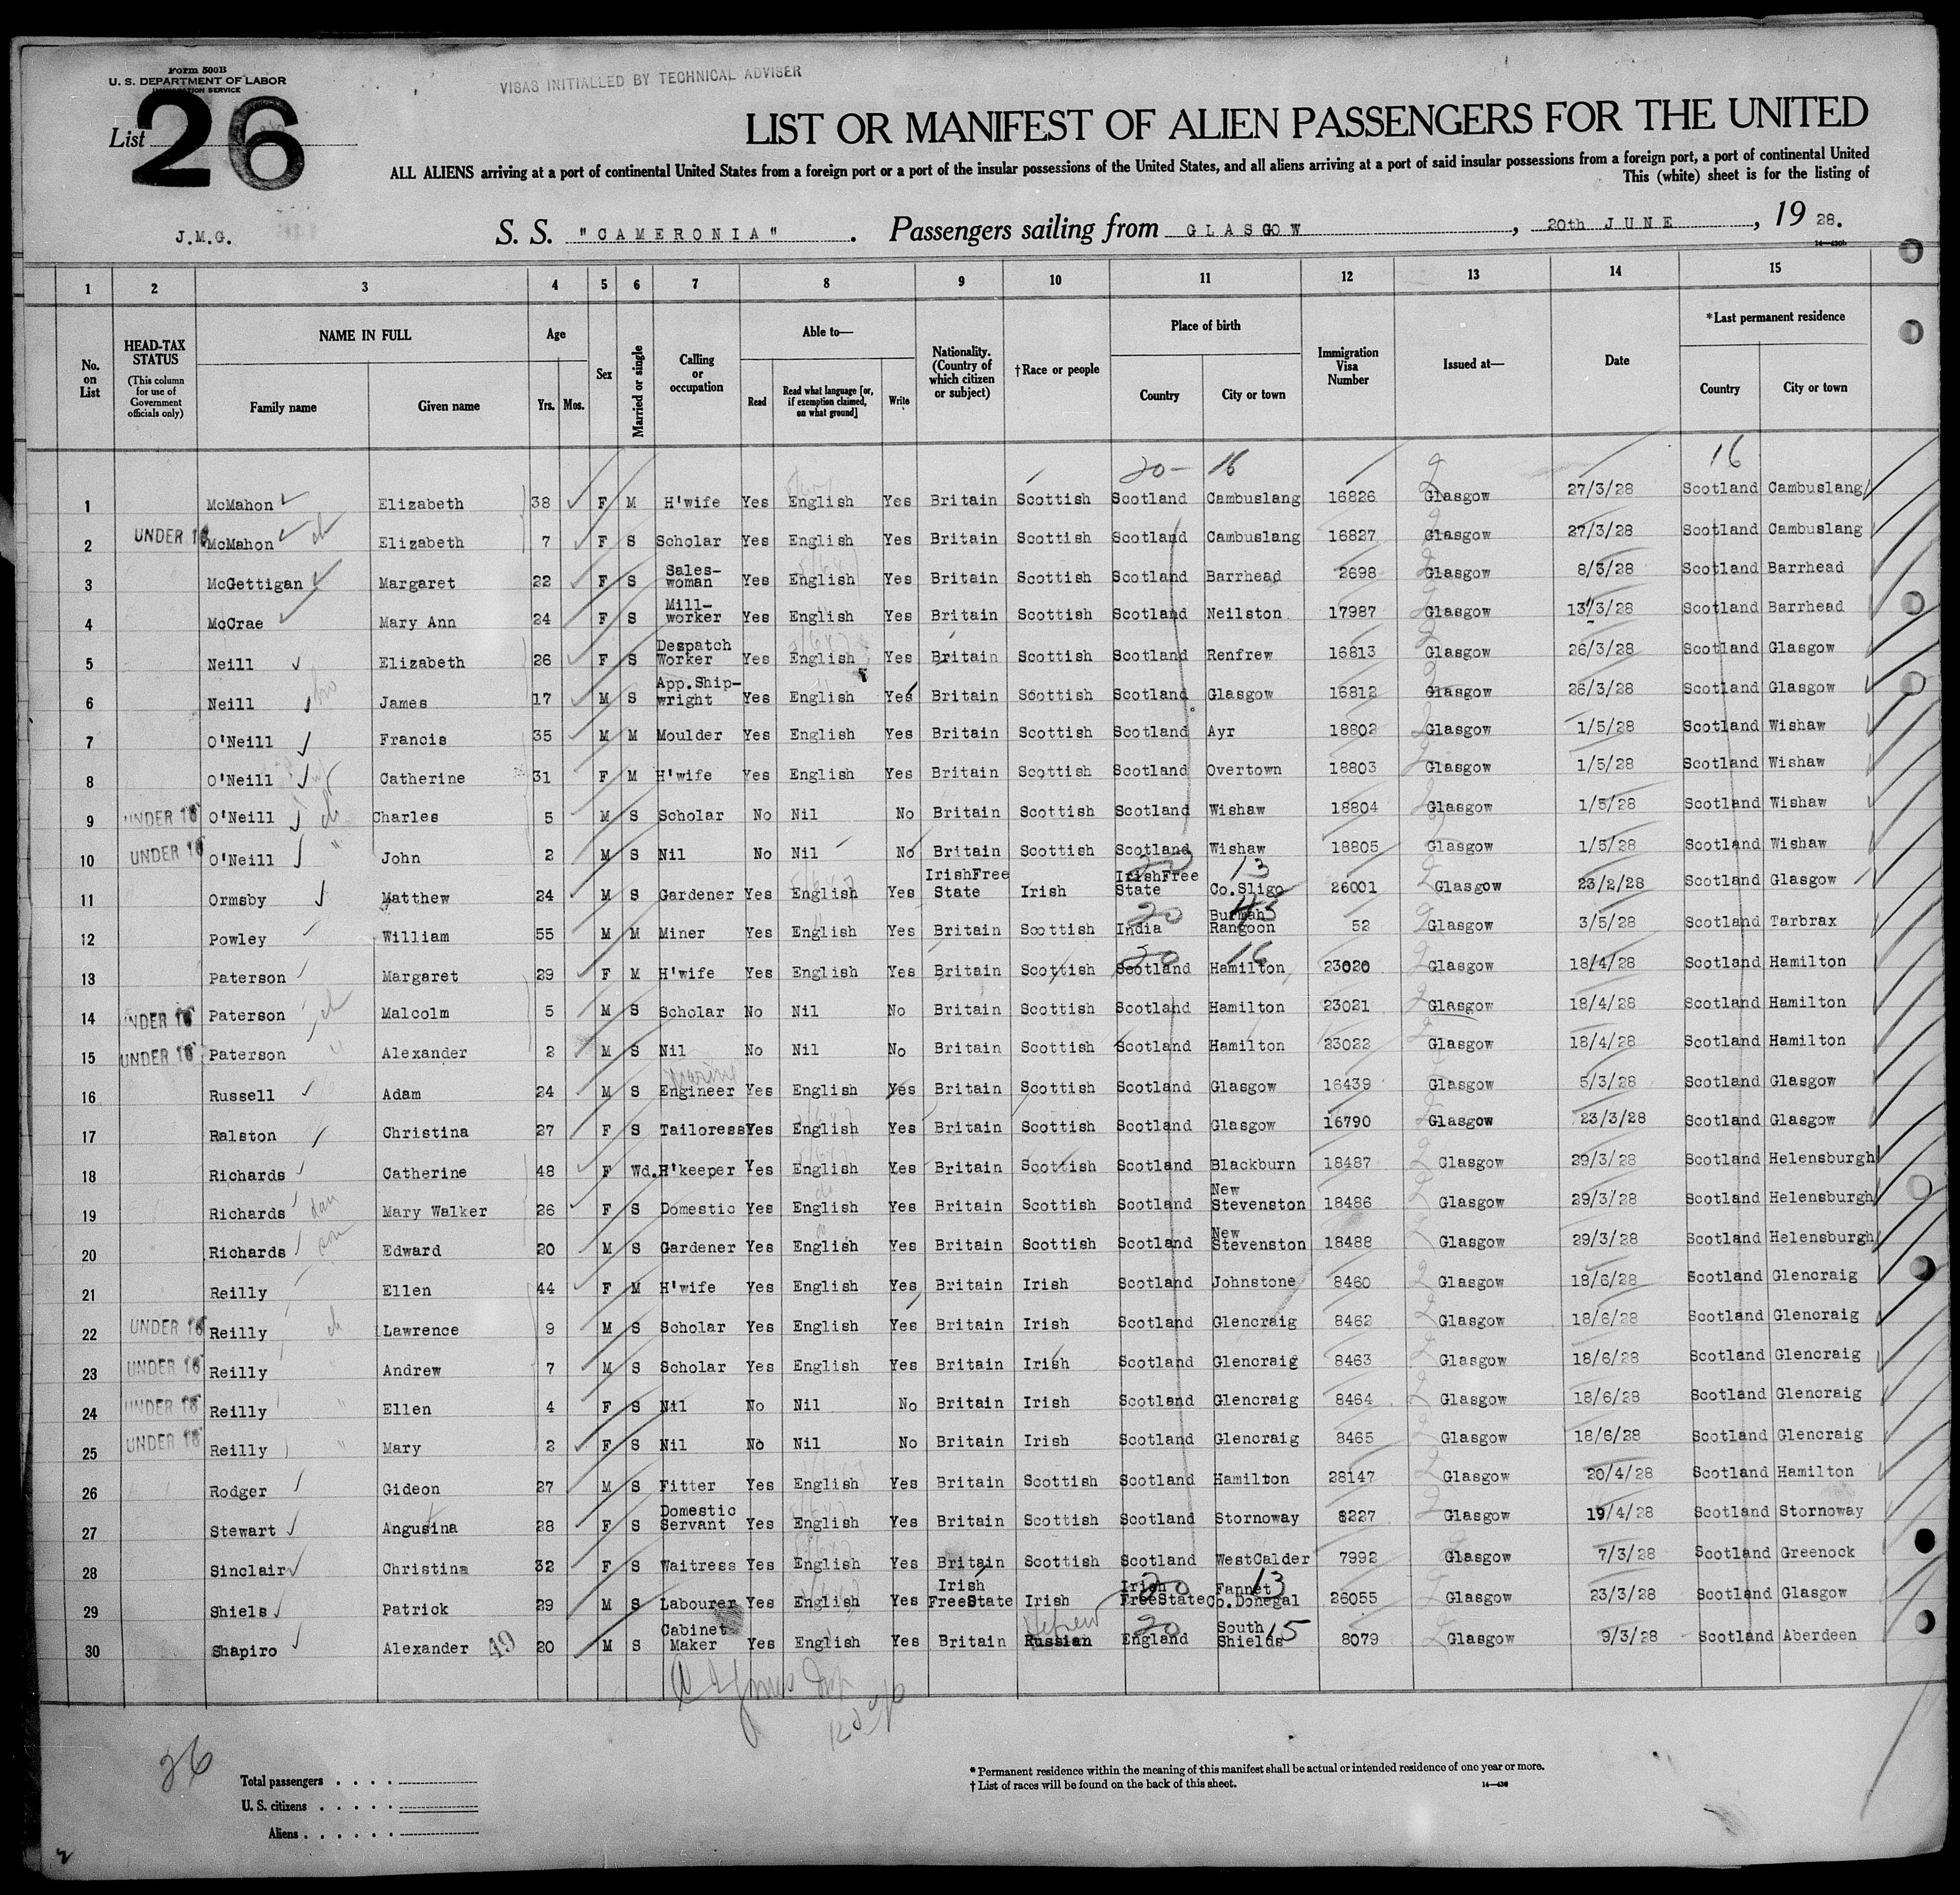 Form 500B
U. S. DEPARTMENT OF LABOR
IMMIGRATION SERVICE
VISAS INITIALLED BY TECHNICAL ADVISER
List 26
LIST OR MANIFEST OF ALIEN PASSENGERS FOR THE UNITED
ALL ALIENS arriving at a port of continental United States from a foreign port or a port of the insular possessions of the United States, and all aliens arriving at a port of said insular possessions from a foreign port, a port of continental United
This (white) sheet is for the listing of
J.M.G. S. S. "CAMERONIA". Passengers sailing from GLASGOW, 20th JUNE, 19 28.
14—430b
1 2 3 4 5 6 7 8 9 10 11 12 13 14 15
No. on List HEAD-TAX STATUS (This column for use of Government officials only) NAME IN FULL Family name Given name Age Yrs. Mos. Sex Married or single Calling or occupation Able to— Read Read what language [or, if exemption claimed, on what ground] Write Nationality. (Country of which citizen or subject) †Race or people Place of birth Country City or town Immigration Visa Number Issued at— Date *Last permanent residence Country City or town
20- 16 16
1 McMahon Elizabeth 38 F M H'wife Yes English Yes Britain Scottish Scotland Cambuslang 16826 Glasgow 27/3/28 Scotland Cambuslang
2 UNDER 16 McMahon ch Elizabeth 7 F S Scholar Yes English Yes Britain Scottish Scotland Cambuslang 16827 Glasgow 27/3/28 Scotland Cambuslang
3 McGettigan Margaret 22 F S Sales-woman Yes English Yes Britain Scottish Scotland Barrhead 2698 Glasgow 8/3/28 Scotland Barrhead
4 McCrae Mary Ann 24 F S Mill-worker Yes English Yes Britain Scottish Scotland Neilston 17987 Glasgow 13/3/28 Scotland Barrhead
5 Neill Elizabeth 26 F S Despatch Worker Yes English Yes Britain Scottish Scotland Renfrew 16813 Glasgow 26/3/28 Scotland Glasgow
6 Neill bro James 17 M S App.Ship-wright Yes English Yes Britain Scottish Scotland Glasgow 16812 Glasgow 26/3/28 Scotland Glasgow
7 O'Neill Francis 35 M M Moulder Yes English Yes Britain Scottish Scotland Ayr 18802 Glasgow 1/5/28 Scotland Wishaw
8 O'Neill wf Catherine 31 F M H'wife Yes English Yes Britain Scottish Scotland Overtown 18803 Glasgow 1/5/28 Scotland Wishaw
9 UNDER 16 O'Neill ch Charles 5 M S Scholar No Nil No Britain Scottish Scotland Wishaw 18804 Glasgow 1/5/28 Scotland Wishaw
10 UNDER 16 O'Neill " John 2 M S Nil No Nil No Britain Scottish Scotland Wishaw 18805 Glasgow 1/5/28 Scotland Wishaw
11 Ormsby Matthew 24 M S Gardener Yes English Yes IrishFree State Irish IrishFree State Co.Sligo 13 26001 Glasgow 23/2/28 Scotland Glasgow
12 Powley William 55 M M Miner Yes English Yes Britain Scottish India 20 Burmah Rangoon 52 Glasgow 3/5/28 Scotland Tarbrax
13 Paterson Margaret 29 F M H'wife Yes English Yes Britain Scottish Scotland 20 Hamilton 16 23020 Glasgow 18/4/28 Scotland Hamilton
14 UNDER 16 Paterson ch Malcolm 5 M S Scholar No Nil No Britain Scottish Scotland Hamilton 23021 Glasgow 18/4/28 Scotland Hamilton
15 UNDER 16 Paterson " Alexander 2 M S Nil No Nil No Britain Scottish Scotland Hamilton 23022 Glasgow 18/4/28 Scotland Hamilton
16 Russell Adam 24 M S Marine Engineer Yes English Yes Britain Scottish Scotland Glasgow 16439 Glasgow 5/3/28 Scotland Glasgow
17 Ralston Christina 27 F S Tailoress Yes English Yes Britain Scottish Scotland Glasgow 16790 Glasgow 23/3/28 Scotland Glasgow
18 Richards Catherine 48 F Wd. H'keeper Yes English Yes Britain Scottish Scotland Blackburn 18487 Glasgow 29/3/28 Scotland Helensburgh
19 Richards dau Mary Walker 26 F S Domestic Yes English Yes Britain Scottish Scotland New Stevenston 18486 Glasgow 29/3/28 Scotland Helensburgh
20 Richards son Edward 20 M S Gardener Yes English Yes Britain Scottish Scotland New Stevenston 18488 Glasgow 29/3/28 Scotland Helensburgh
21 Reilly Ellen 44 F M H'wife Yes English Yes Britain Irish Scotland Johnstone 8460 Glasgow 18/6/28 Scotland Glencraig
22 UNDER 16 Reilly ch Lawrence 9 M S Scholar Yes English Yes Britain Irish Scotland Glencraig 8462 Glasgow 18/6/28 Scotland Glencraig
23 UNDER 16 Reilly Andrew 7 M S Scholar Yes English Yes Britain Irish Scotland Glencraig 8463 Glasgow 18/6/28 Scotland Glencraig
24 UNDER 16 Reilly " Ellen 4 F S Nil No Nil No Britain Irish Scotland Glencraig 8464 Glasgow 18/6/28 Scotland Glencraig
25 UNDER 16 Reilly " Mary 2 F S Nil No Nil No Britain Irish Scotland Glencraig 8465 Glasgow 18/6/28 Scotland Glencraig
26 Rodger Gideon 27 M S Fitter Yes English Yes Britain Scottish Scotland Hamilton 28147 Glasgow 20/4/28 Scotland Hamilton
27 Stewart Angusina 28 F S Domestic Servant Yes English Yes Britain Scottish Scotland Stornoway 8227 Glasgow 19/4/28 Scotland Stornoway
28 Sinclair Christina 32 F S Waitress Yes English Yes Britain Scottish Scotland WestCalder 7992 Glasgow 7/3/28 Scotland Greenock
29 Shiels Patrick 29 M S Labourer Yes English Yes Irish FreeState Irish Irish FreeState 20 Fannet Co.Donegal 13 26055 Glasgow 23/3/28 Scotland Glasgow
30 Shapiro Alexander 49 20 M S Cabinet Maker Yes English Yes Britain Hebrew Russian England 20 South Shields 15 8079 Glasgow 9/3/28 Scotland Aberdeen
26
Total passengers
U. S. citizens
Aliens
* Permanent residence within the meaning of this manifest shall be actual or intended residence of one year or more.
† List of races will be found on the back of this sheet.
14—430